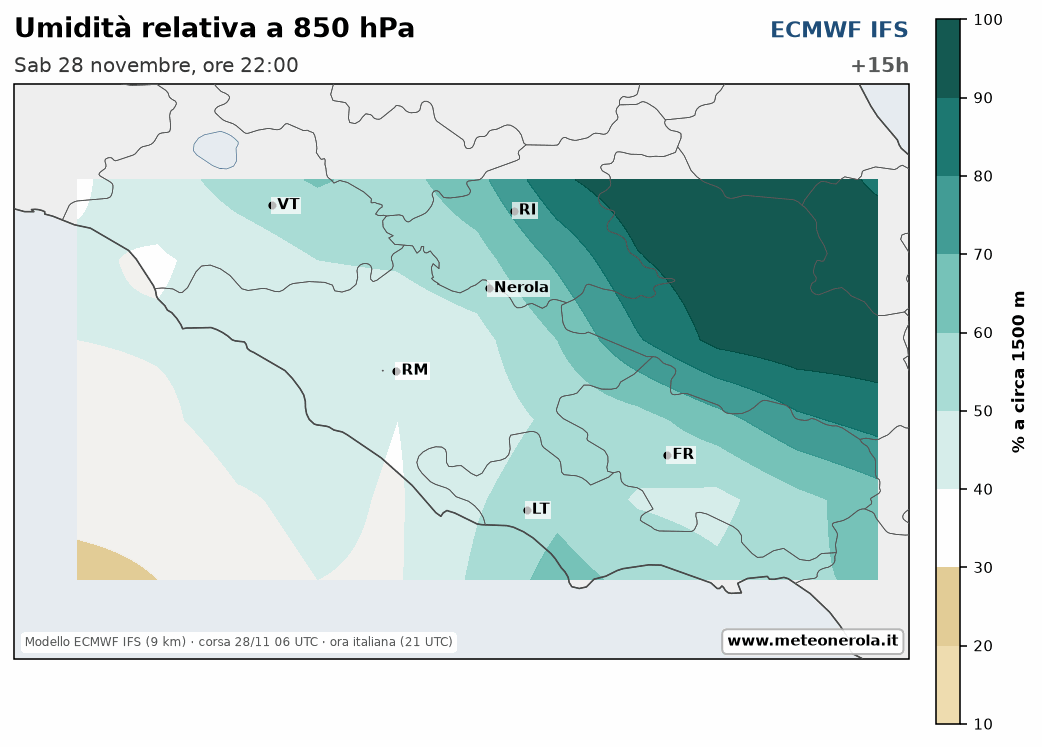 Umidità relativa a 850 hPa
ECMWF IFS
Sab 28 novembre, ore 22:00
+15h
VT
RI
Nerola
RM
FR
LT
Modello ECMWF IFS (9 km) · corsa 28/11 06 UTC · ora italiana (21 UTC)
www.meteonerola.it
100
90
80
70
60
50
40
30
20
10
% a circa 1500 m